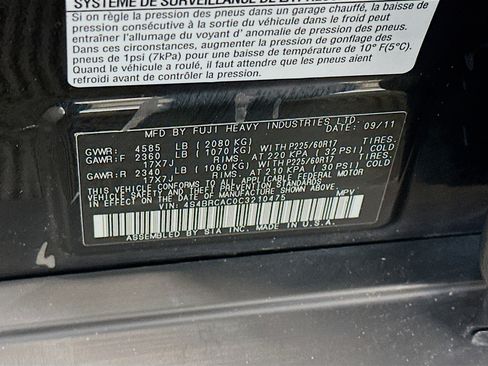 SYSTÈME DE SURVEILLANCE DE LA
Si on règle la pression des pneus dans un garage chauffé, la baisse de
pression consécutive à la sortie du véhicule dans le froid peut
entraîner l'allumage du voyant d' anomalie de pression des pneus.
Dans ces circonstances, augmenter la pression de gonflage des
pneus de 1psi (7kPa) pour une baisse de température de 10° F(5°C).
Quand le véhicule a roulé, il faut attendre que les pneus aient
refroidi avant de contrôler la pression.
MFD BY FUJI HEAVY INDUSTRIES LTD. DATE: 09/11
GVWR: 4585 LB ( 2080 KG)
GAWR:F 2360 LB ( 1070 KG) WITH P225/60R17 TIRES.
17X7J RIMS. AT 220 KPA ( 32 PSI) COLD.
GAWR:R 2340 LB ( 1060 KG) WITH P225/60R17 TIRES.
17X7J RIMS. AT 210 KPA ( 30 PSI) COLD.
THIS VEHICLE CONFORMS TO ALL APPLICABLE FEDERAL MOTOR VEHICLE
SAFETY, BUMPER, AND THEFT PREVENTION STANDARDS IN EFFECT ON THE DATE OF
MANUFACTURE SHOWN ABOVE.
VIN: 4S4BRCAC0C3210475 MPV
ASSEMBLED BY SIA INC. MADE IN U.S.A.